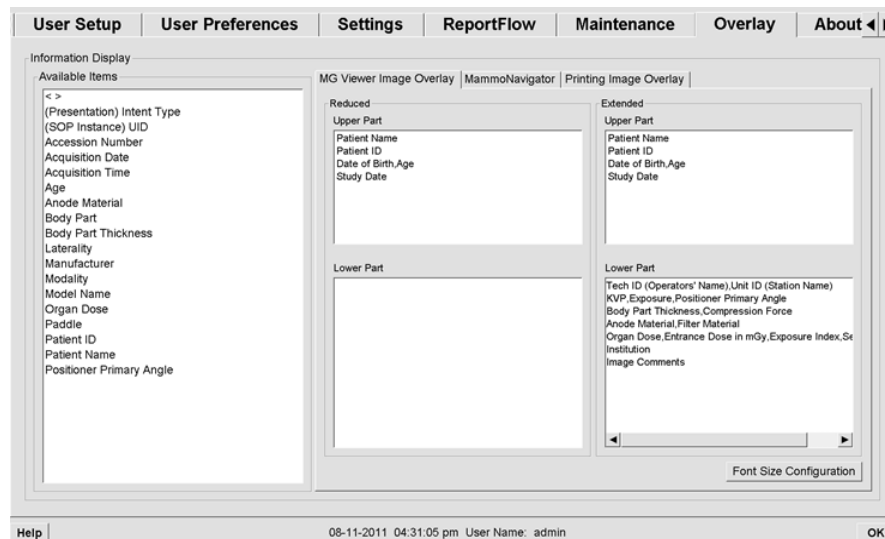 User Setup
User Preferences
Settings
ReportFlow
Maintenance
Overlay
About
Information Display
Available Items
< >
(Presentation) Intent Type
(SOP Instance) UID
Accession Number
Acquisition Date
Acquisition Time
Age
Anode Material
Body Part
Body Part Thickness
Laterality
Manufacturer
Modality
Model Name
Organ Dose
Paddle
Patient ID
Patient Name
Positioner Primary Angle
MG Viewer Image Overlay
MammoNavigator
Printing Image Overlay
Reduced
Upper Part
Patient Name
Patient ID
Date of Birth,Age
Study Date
Lower Part
Extended
Upper Part
Patient Name
Patient ID
Date of Birth,Age
Study Date
Lower Part
Tech ID (Operators' Name),Unit ID (Station Name)
KVP,Exposure,Positioner Primary Angle
Body Part Thickness,Compression Force
Anode Material,Filter Material
Organ Dose,Entrance Dose in mGy,Exposure Index,Se
Institution
Image Comments
Font Size Configuration
Help
08-11-2011 04:31:05 pm User Name: admin
OK